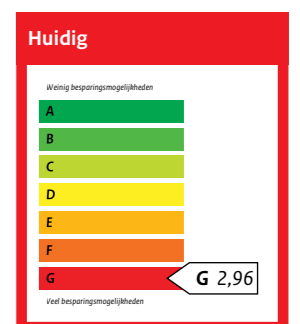 Huidig
Weinig besparingsmogelijkheden
A
B
C
D
E
F
G
G 2,96
Veel besparingsmogelijkheden